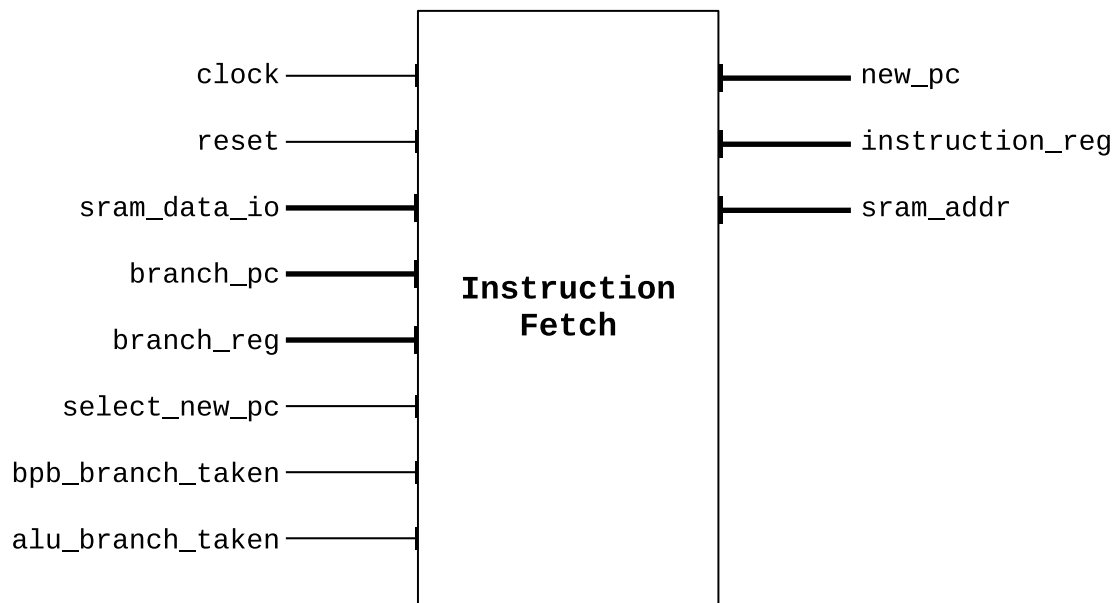 clock
reset
sram_data_io
branch_pc
branch_reg
select_new_pc
bpb_branch_taken
alu_branch_taken
Instruction
Fetch
new_pc
instruction_reg
sram_addr